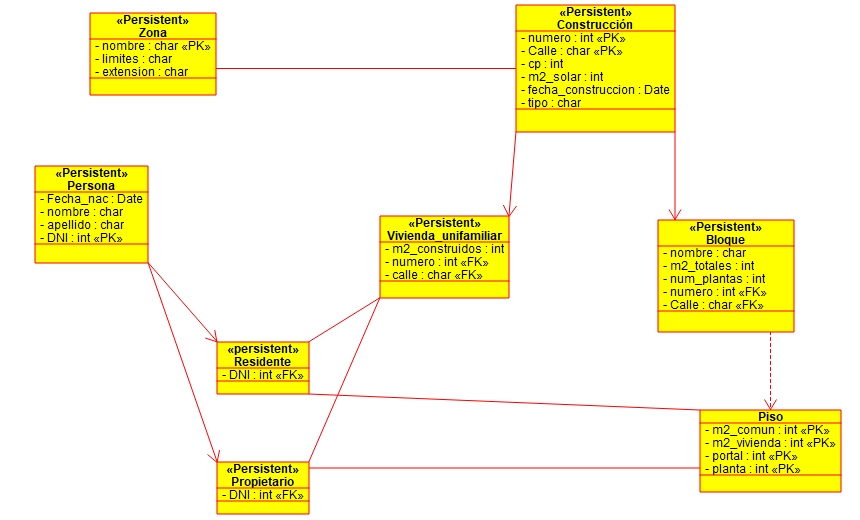 «Persistent»
Zona
- nombre : char «PK»
- limites : char
- extension : char
«Persistent»
Construcción
- numero : int «PK»
- Calle : char «PK»
- cp : int
- m2_solar : int
- fecha_construccion : Date
- tipo : char
«Persistent»
Persona
- Fecha_nac : Date
- nombre : char
- apellido : char
- DNI : int «PK»
«Persistent»
Vivienda_unifamiliar
- m2_construidos : int
- numero : int «FK»
- calle : char «FK»
«Persistent»
Bloque
- nombre : char
- m2_totales : int
- num_plantas : int
- numero : int «FK»
- Calle : char «FK»
«persistent»
Residente
- DNI : int «FK»
Piso
- m2_comun : int «PK»
- m2_vivienda : int «PK»
- portal : int «PK»
- planta : int «PK»
«Persistent»
Propietario
- DNI : int «FK»